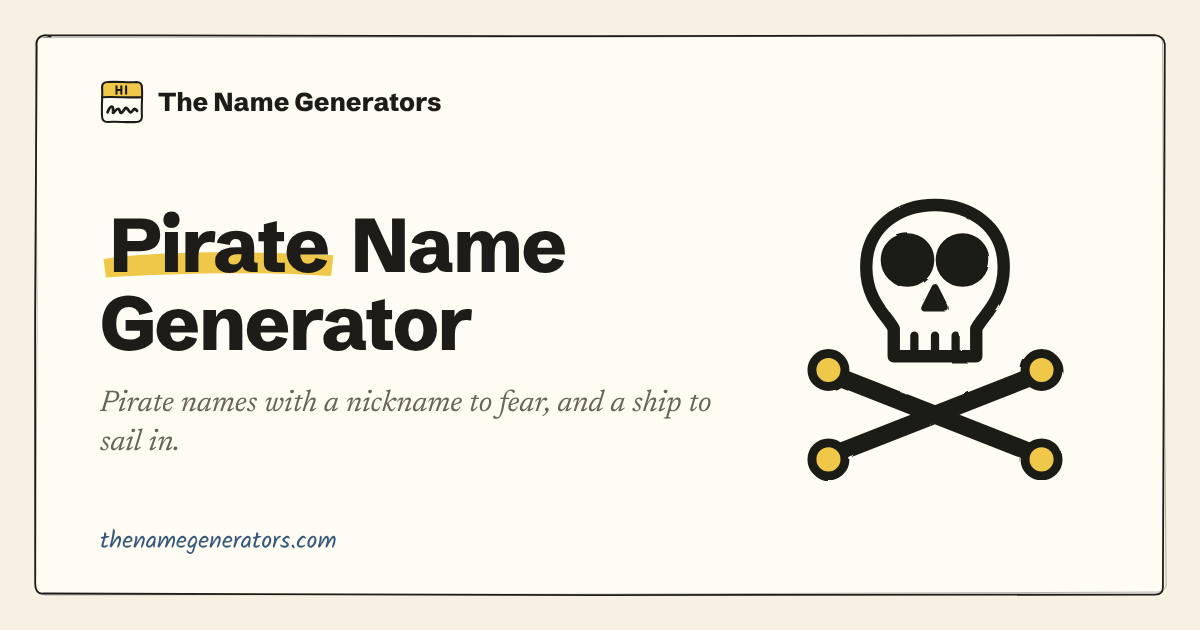 HI
The Name Generators
Pirate Name
Generator
Pirate names with a nickname to fear, and a ship to
sail in.
thenamegenerators.com